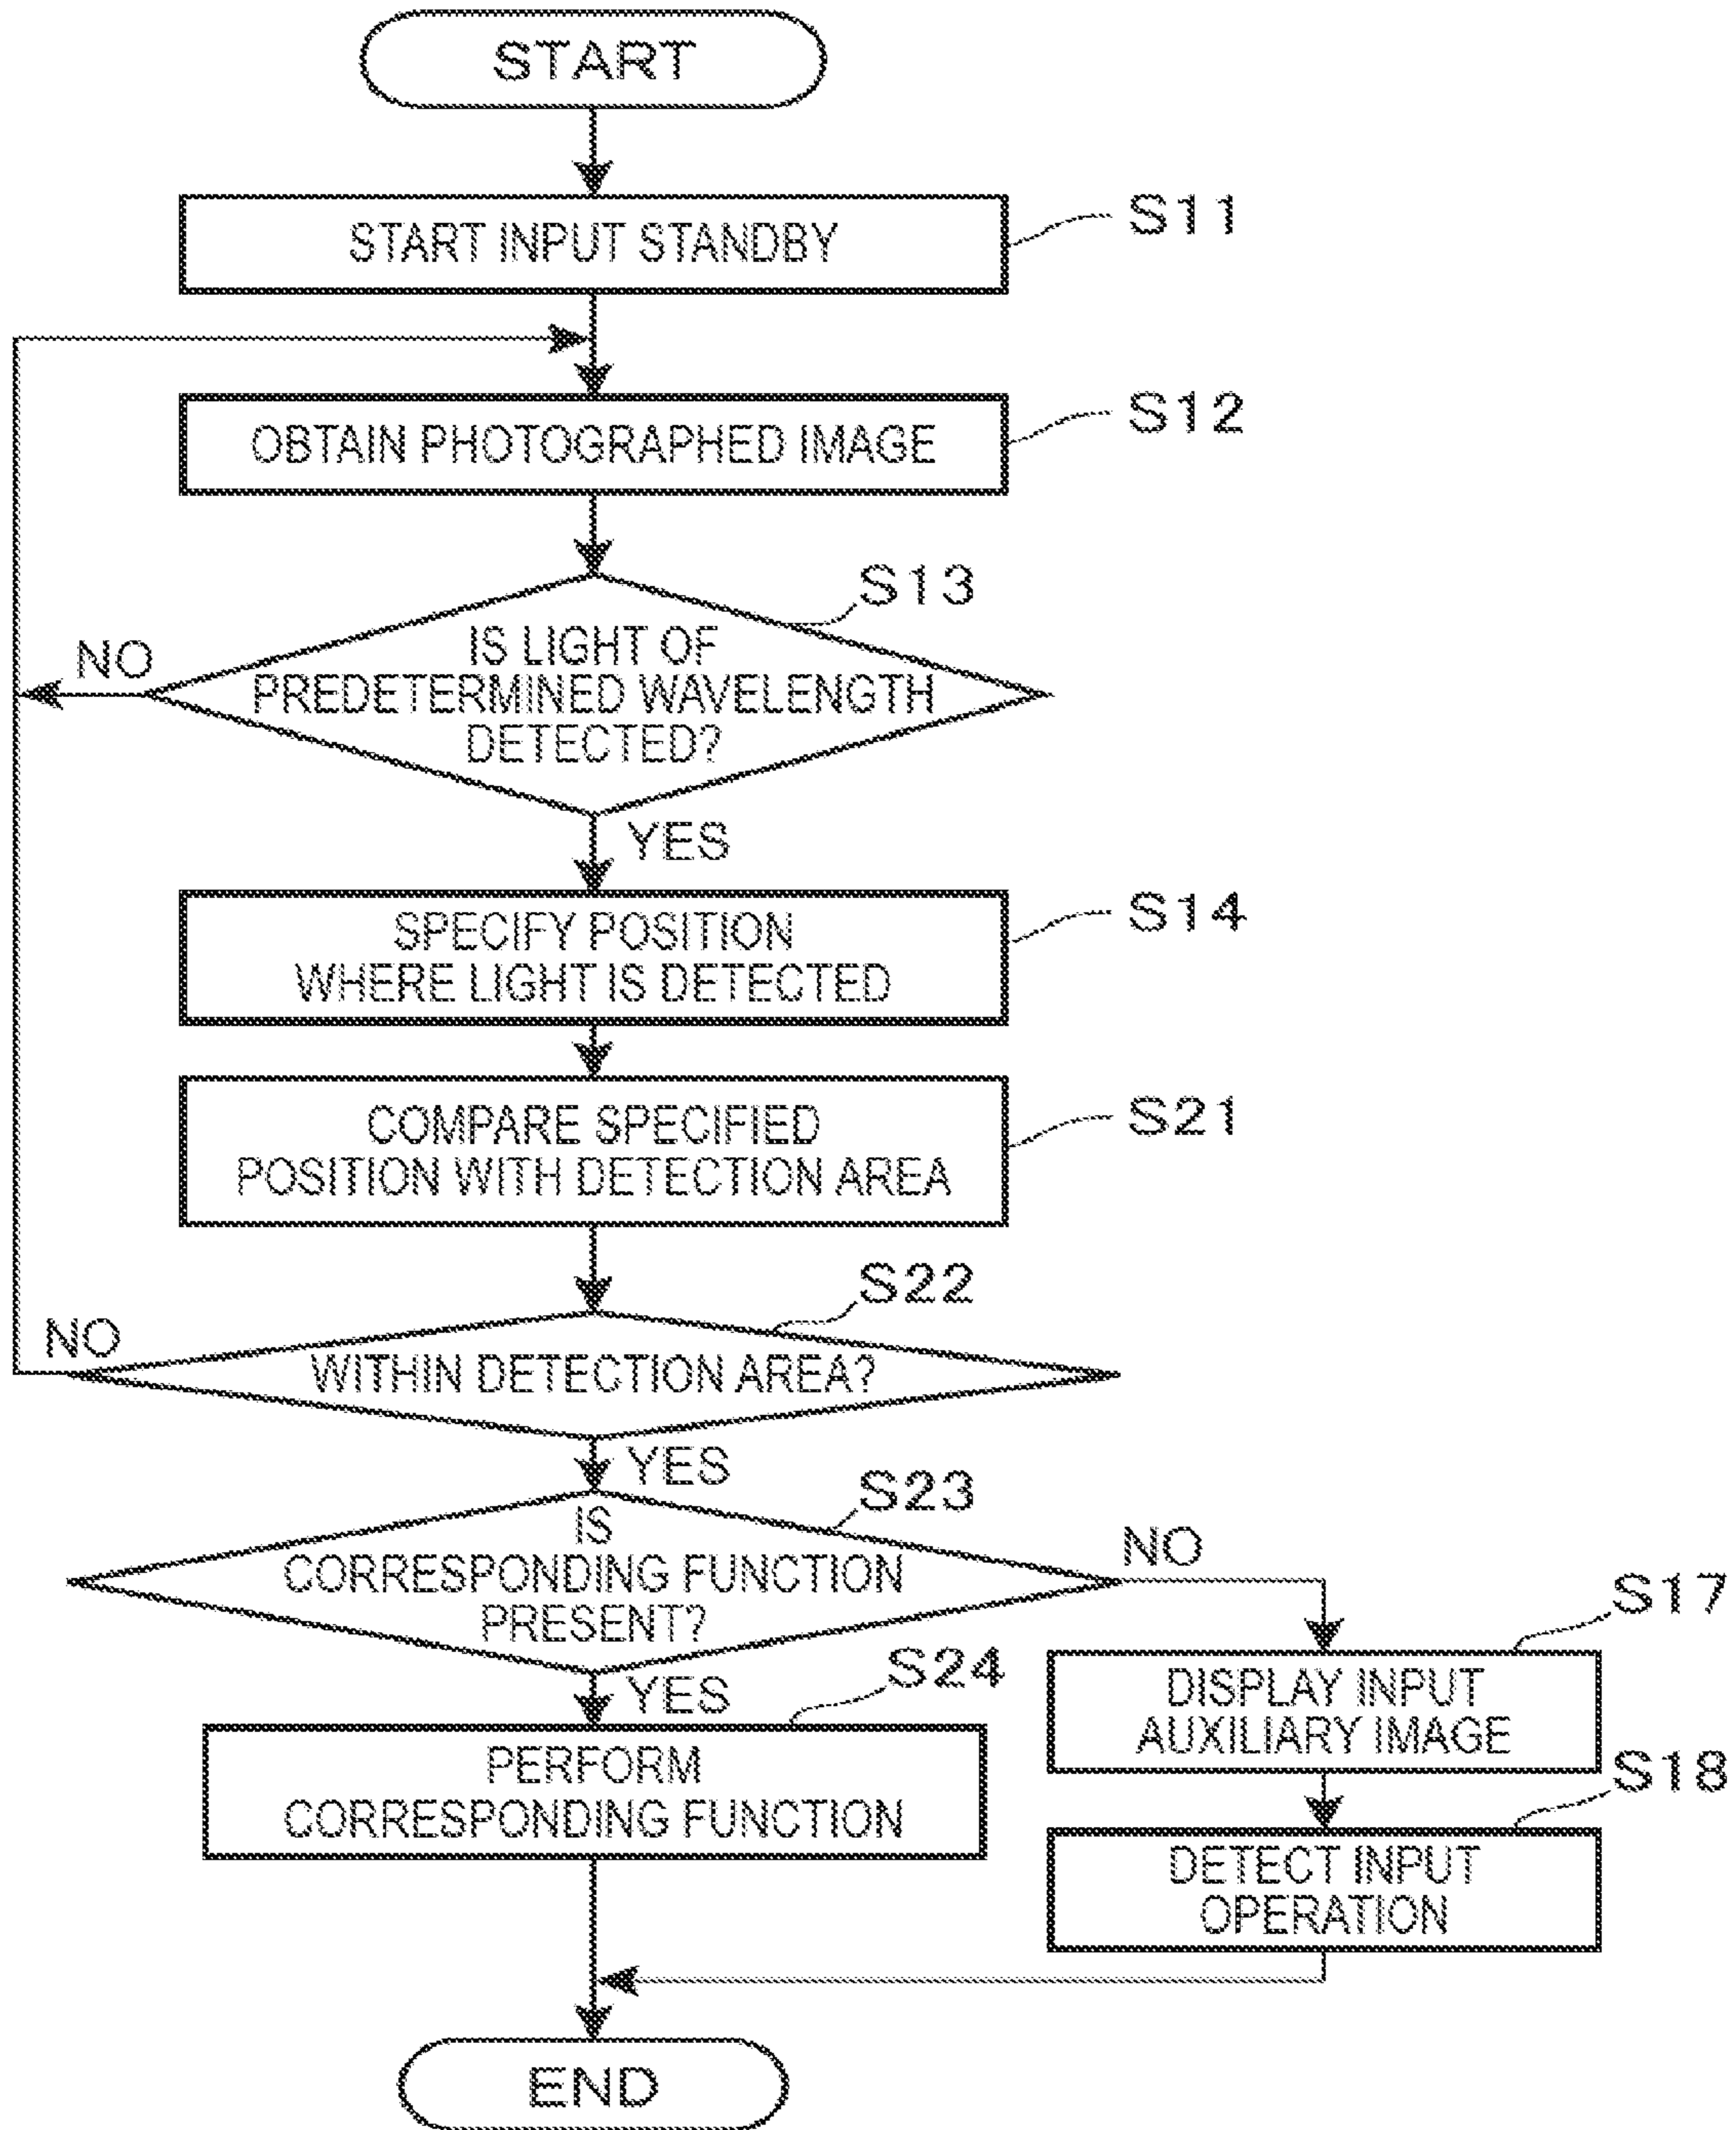 START
START INPUT STANDBY
S11
OBTAIN PHOTOGRAPHED IMAGE
S12
S13
IS LIGHT OF
PREDETERMINED WAVELENGTH
DETECTED?
NO
YES
SPECIFY POSITION
WHERE LIGHT IS DETECTED
S14
COMPARE SPECIFIED
POSITION WITH DETECTION AREA
S21
S22
NO
WITHIN DETECTION AREA?
YES
S23
IS
CORRESPONDING FUNCTION
PRESENT?
NO
YES
S24
PERFORM
CORRESPONDING FUNCTION
S17
DISPLAY INPUT
AUXILIARY IMAGE
S18
DETECT INPUT
OPERATION
END